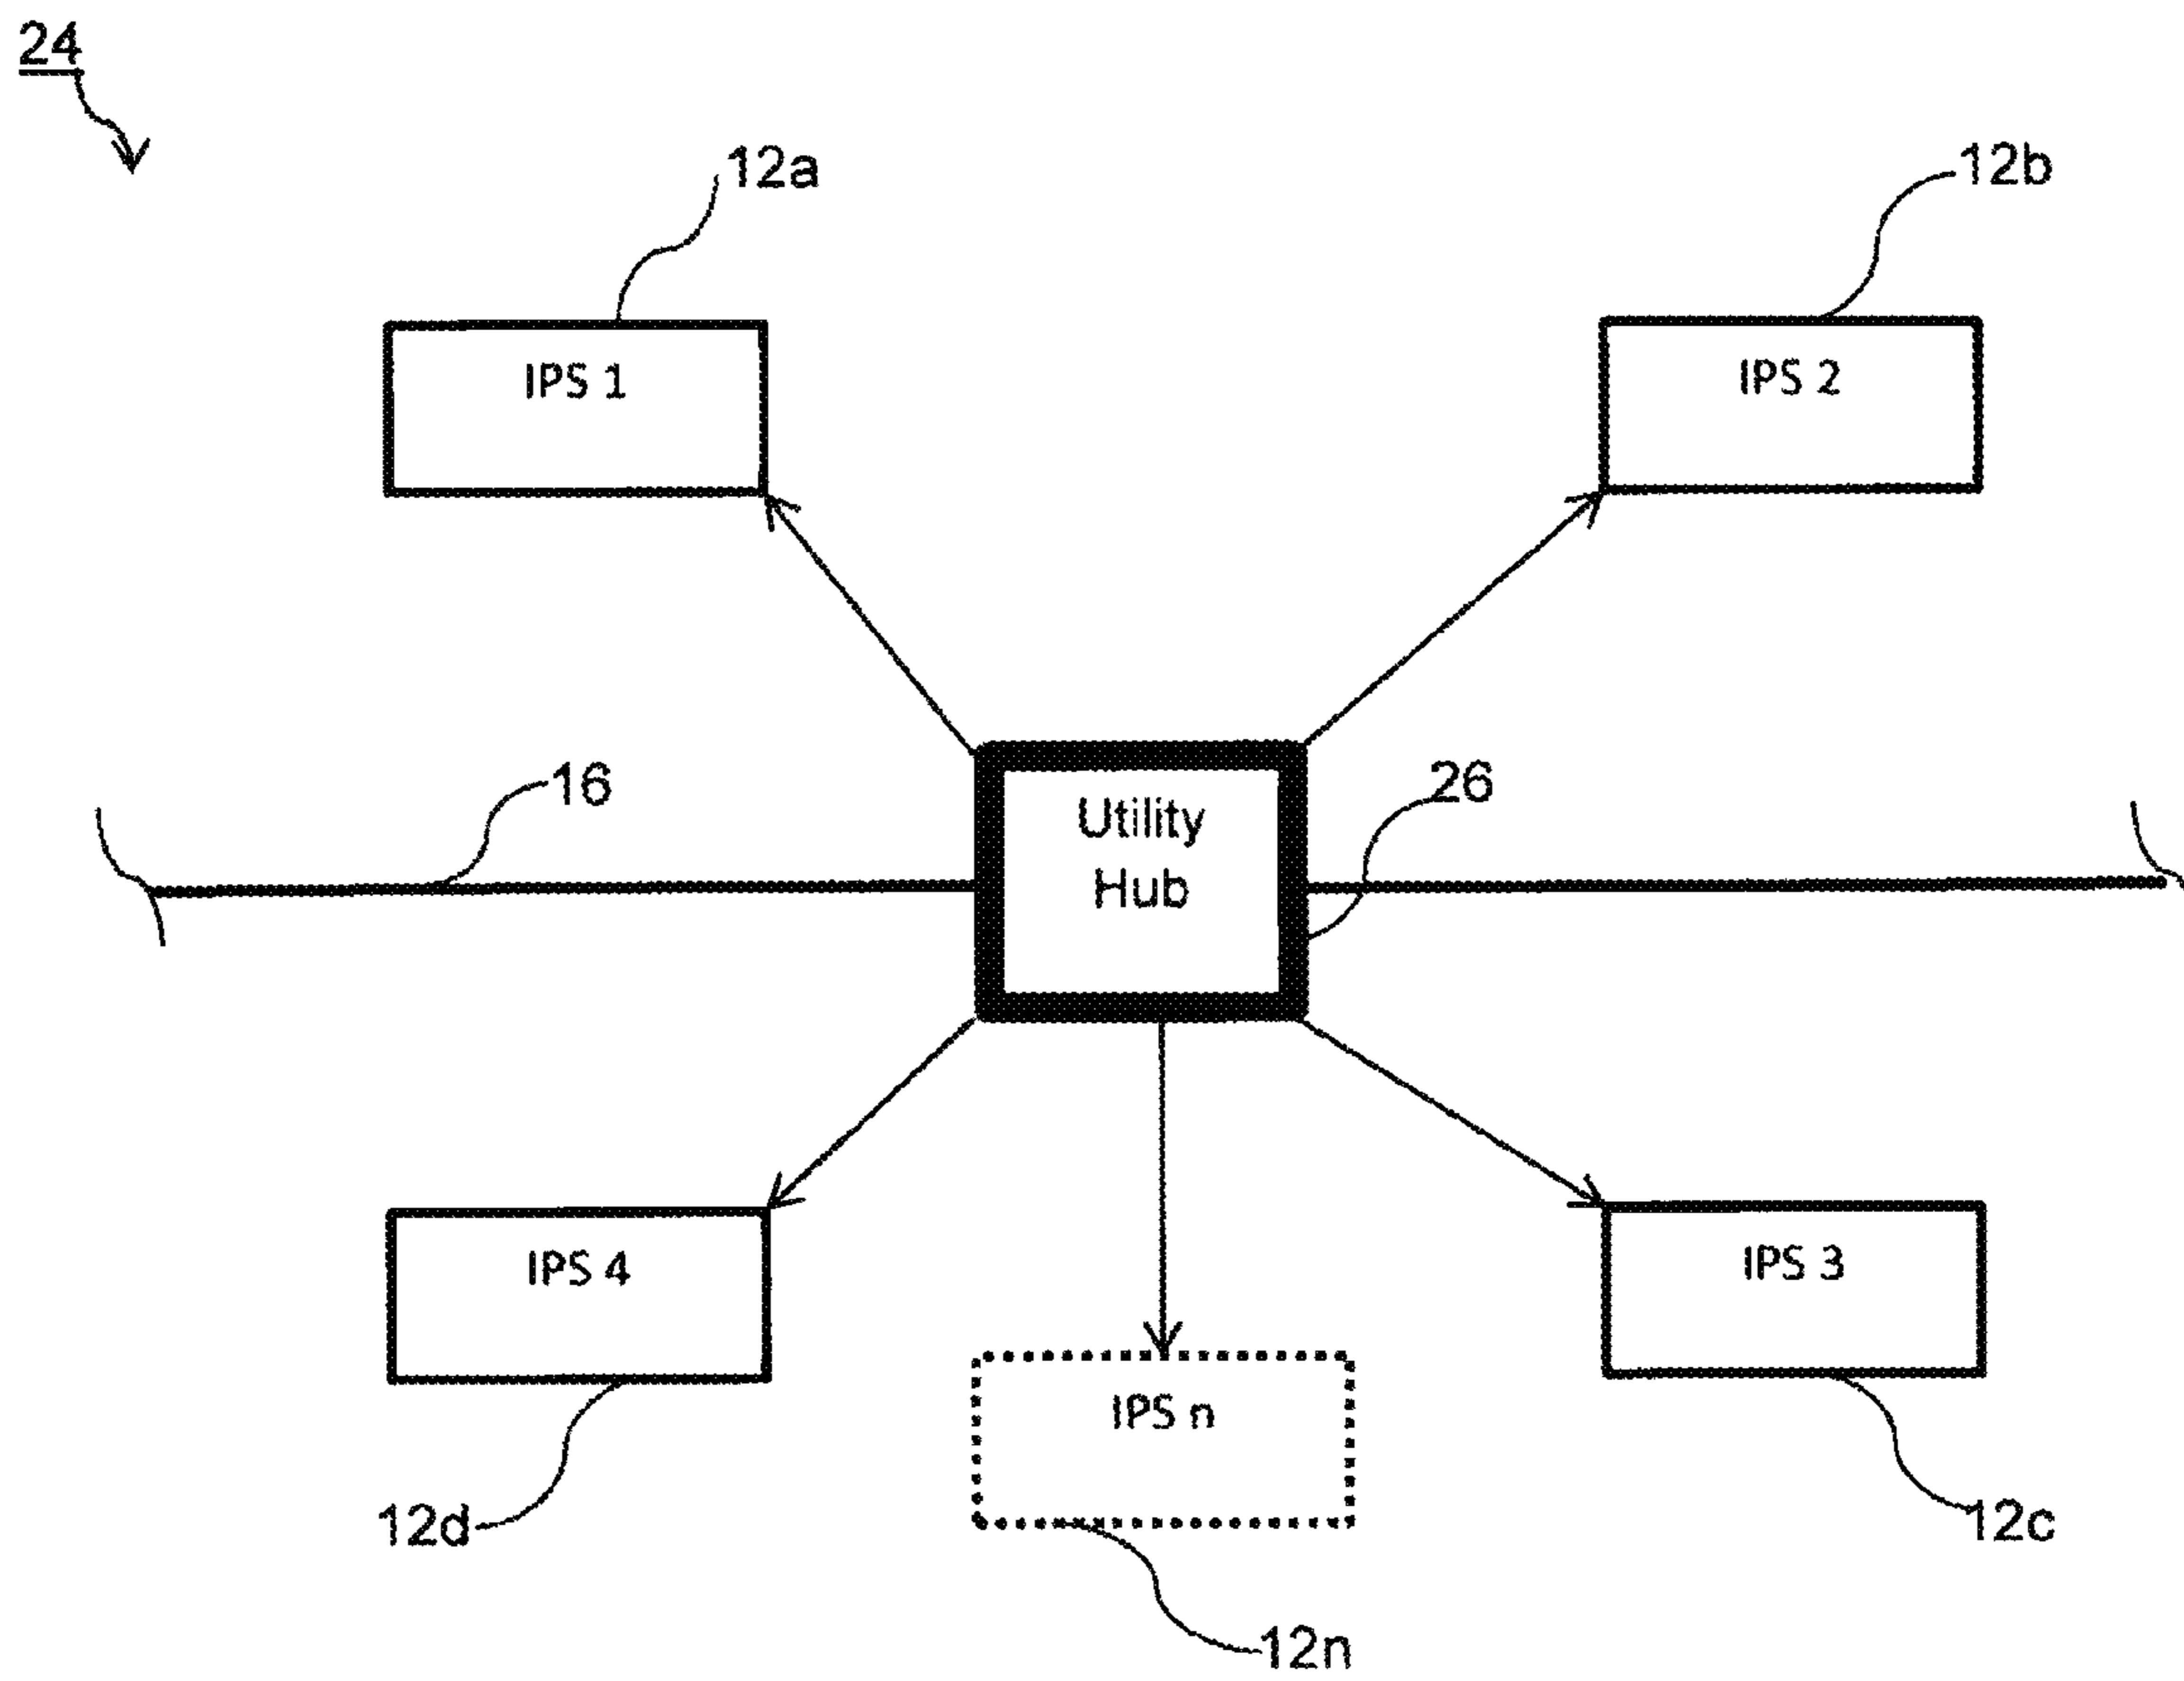 24
12a
12b
IPS 1
IPS 2
16
26
Utility
Hub
IPS 4
IPS 3
IPS n
12d
12c
12n